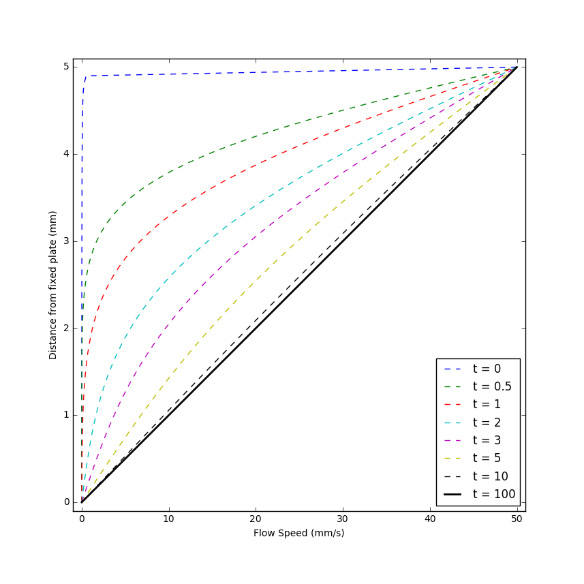 5
4
3
2
1
0
Distance from fixed plate (mm)
0 10 20 30 40 50
Flow Speed (mm/s)
t = 0
t = 0.5
t = 1
t = 2
t = 3
t = 5
t = 10
t = 100